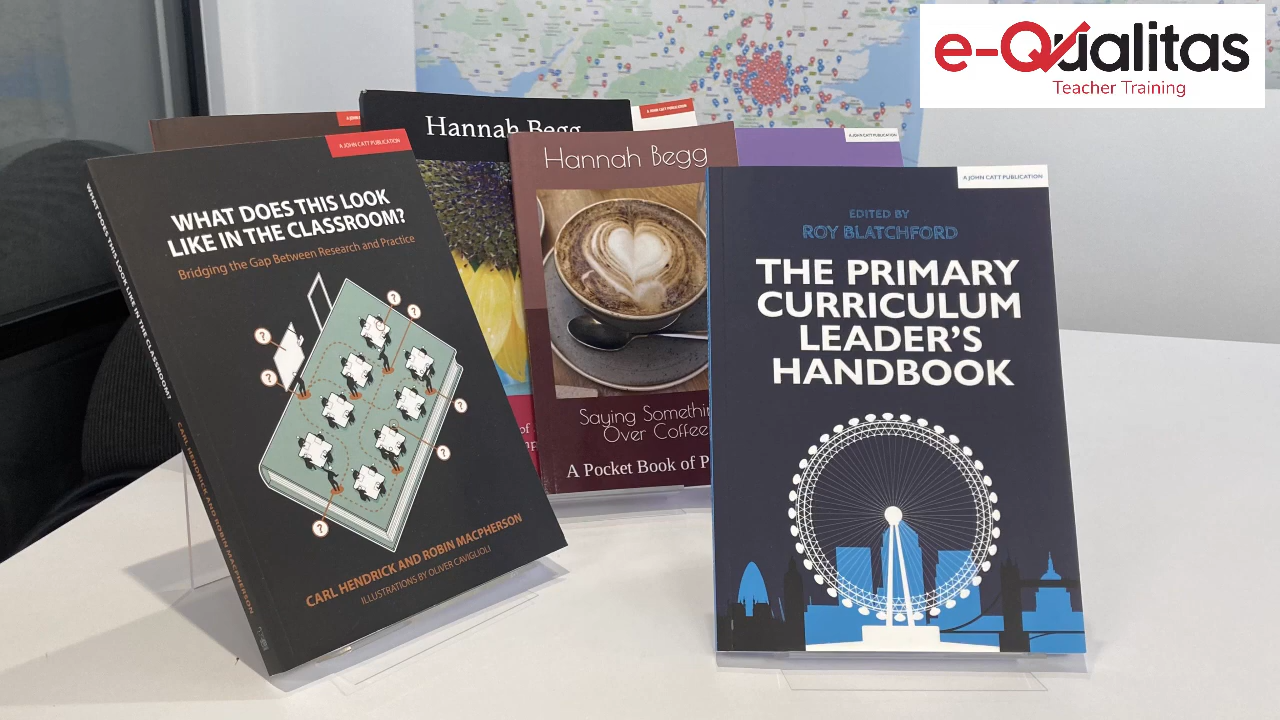 e-Qualitas
Teacher Training
A JOHN CATT PUBLICATION
WHAT DOES THIS LOOK
LIKE IN THE CLASSROOM?
Bridging the Gap Between Research and Practice
CARL HENDRICK AND ROBIN MACPHERSON
ILLUSTRATIONS BY OLIVER CAVIGLIOLI
WHAT DOES THIS LOOK LIKE IN THE CLASSROOM?
CARL HENDRICK AND ROBIN MACPHERSON
Hannah Begg
of
A JOHN CATT PUBLICATION
Hannah Begg
Saying Somethin
Over Coffee
A Pocket Book of P
A JOHN CATT PUBLICATION
A JOHN CATT PUBLICATION
EDITED BY
ROY BLATCHFORD
THE PRIMARY
CURRICULUM
LEADER'S
HANDBOOK